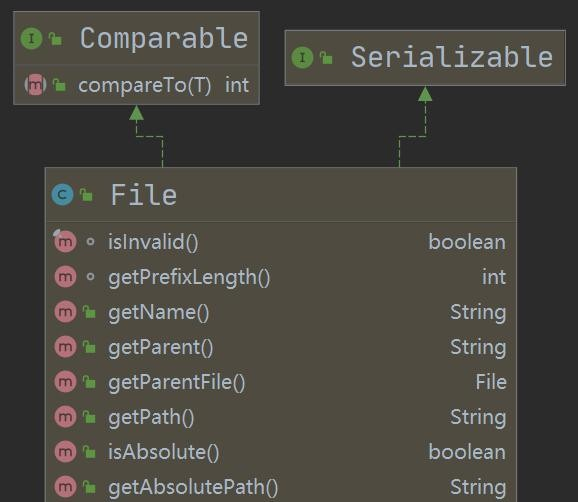 I Comparable
m compareTo(T) int
I Serializable
C File
m isInvalid() boolean
m getPrefixLength() int
m getName() String
m getParent() String
m getParentFile() File
m getPath() String
m isAbsolute() boolean
m getAbsolutePath() String